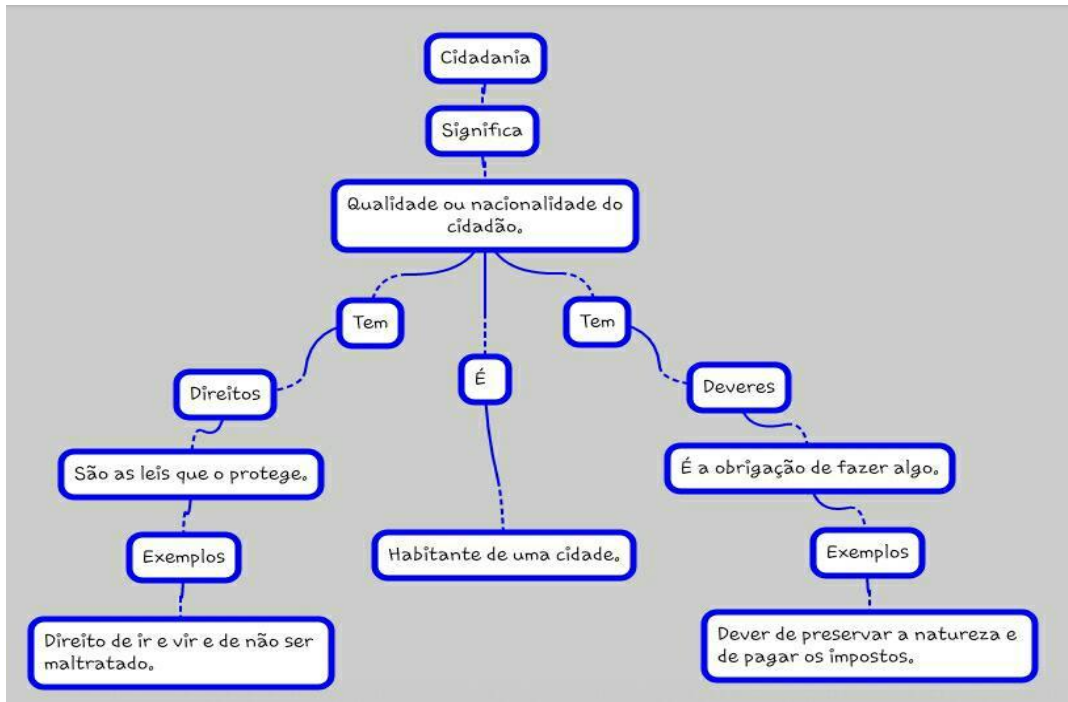 Cidadania
Significa
Qualidade ou nacionalidade do
cidadão.
Tem
Direitos
São as leis que o protege.
Exemplos
Direito de ir e vir e de não ser
maltratado.
É
Habitante de uma cidade.
Tem
Deveres
É a obrigação de fazer algo.
Exemplos
Dever de preservar a natureza e
de pagar os impostos.